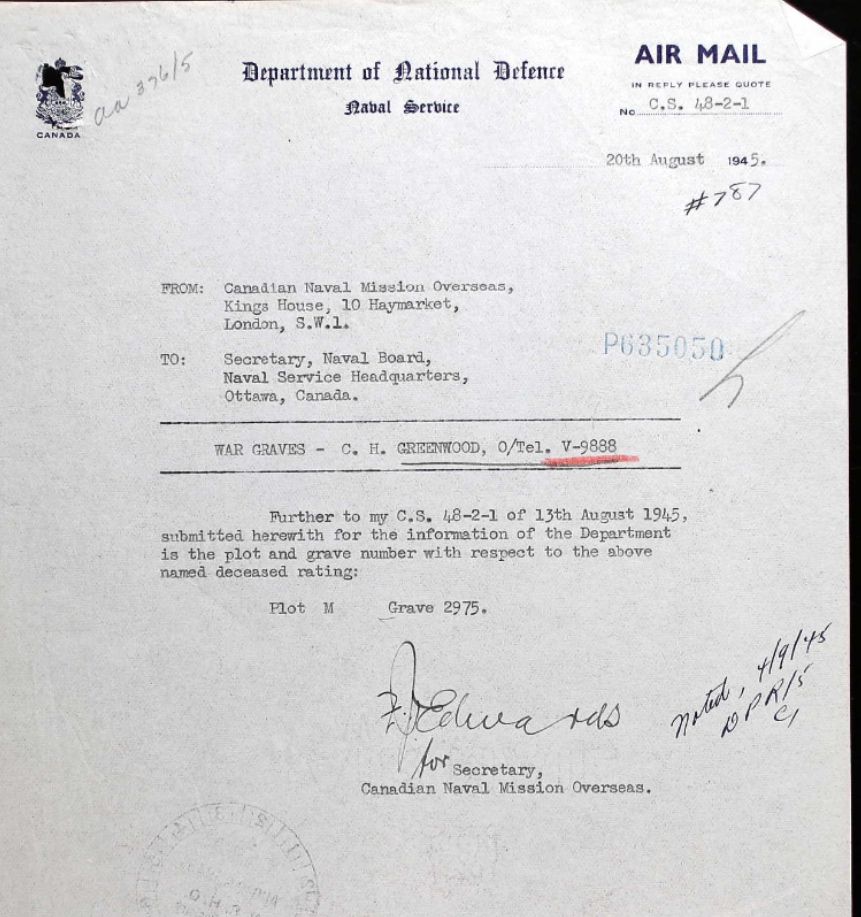 AIR MAIL
Department of National Defence
IN REPLY PLEASE QUOTE
Naval Service
No C.S. 48-2-1
CANADA
20th August 1945.
#787
FROM: Canadian Naval Mission Overseas,
Kings House, 10 Haymarket,
London, S.W.1.
P635050
TO: Secretary, Naval Board,
Naval Service Headquarters,
Ottawa, Canada.
WAR GRAVES - C. H. GREENWOOD, O/Tel. V-9888
Further to my C.S. 48-2-1 of 13th August 1945,
submitted herewith for the information of the Department
is the plot and grave number with respect to the above
named deceased rating:
Plot M Grave 2975.
Edwards
Noted, 4/9/45
DPR/5
for Secretary,
Canadian Naval Mission Overseas.